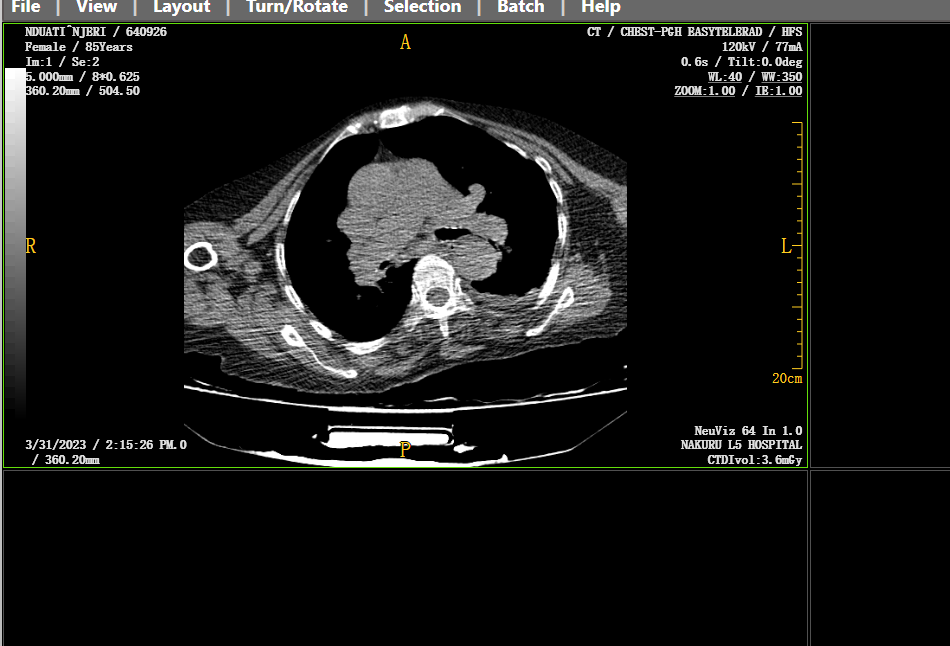 File | View | Layout | Turn/Rotate | Selection | Batch | Help
NDUATI^NJERI / 640926
Female / 85Years
Im:1 / Se:2
5.000mm / 8*0.625
360.20mm / 504.50
A
CT / CHEST-PGH EASYTELERAD / HFS
120kV / 77mA
0.6s / Tilt:0.0deg
WL:40 / WW:350
ZOOM:1.00 / IE:1.00
R
L
20cm
3/31/2023 / 2:15:26 PM.0
/ 360.20mm
P
NeuViz 64 In 1.0
NAKURU L5 HOSPITAL
CTDIvol:3.6mGy